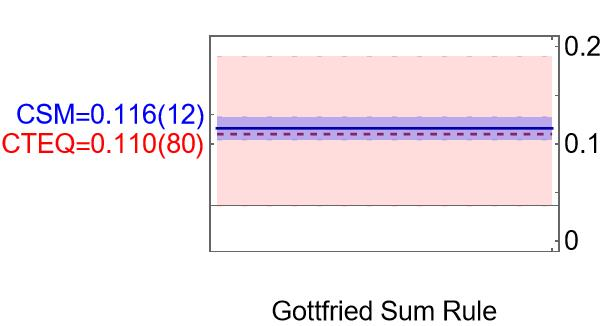 0.2
CSM=0.116(12)
CTEQ=0.110(80)
0.1
0
Gottfried Sum Rule